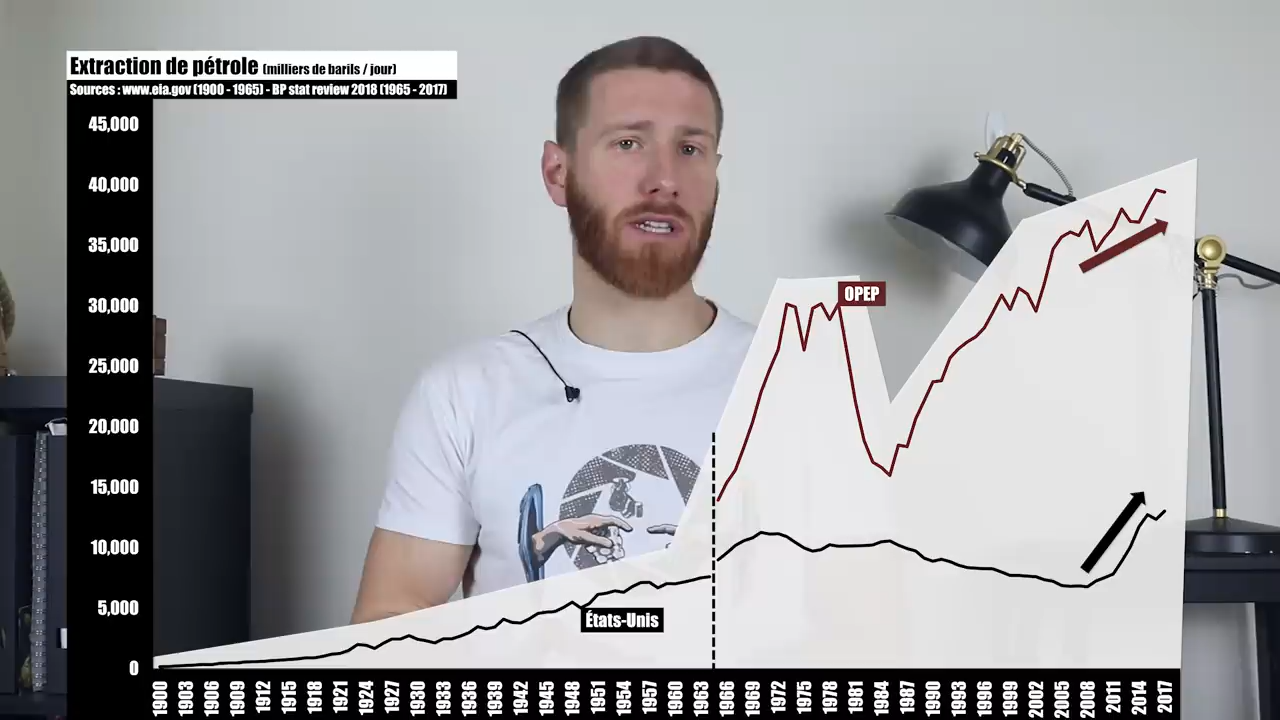 Extraction de pétrole (milliers de barils / jour)
Sources : www.eia.gov (1900 - 1965) - BP stat review 2018 (1965 - 2017)
45,000
40,000
35,000
30,000
25,000
20,000
15,000
10,000
5,000
0
OPEP
États-Unis
1900 1903 1906 1909 1912 1915 1918 1921 1924 1927 1930 1933 1936 1939 1942 1945 1948 1951 1954 1957 1960 1963 1966 1969 1972 1975 1978 1981 1984 1987 1990 1993 1996 1999 2002 2005 2008 2011 2014 2017